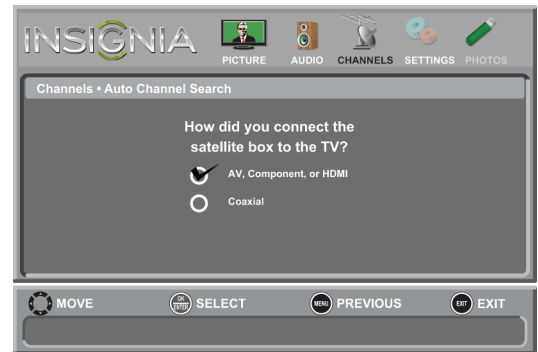 INSIGNIA
PICTURE AUDIO CHANNELS SETTINGS PHOTOS
Channels • Auto Channel Search
How did you connect the
satellite box to the TV?
AV, Component, or HDMI
Coaxial
MOVE OK ENTER SELECT MENU PREVIOUS EXIT EXIT